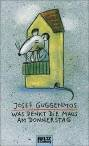 JOSEF GUGGENMOS
WAS DENKT DIE MAUS
AM DONNERSTAG